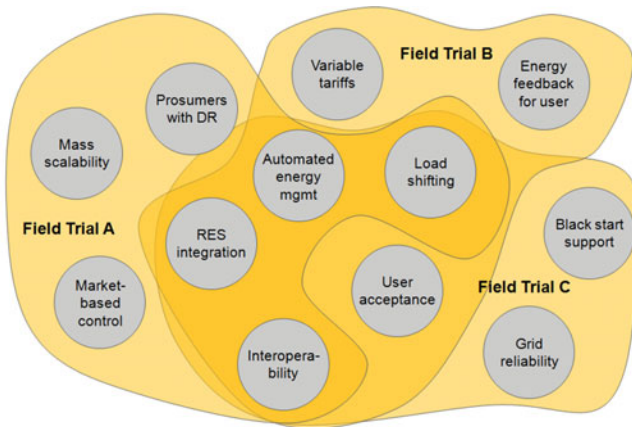 Variable
tariffs
Field Trial B
Energy
feedback
for user
Prosumers
with DR
Mass
scalability
Automated
energy
mgmt
Load
shifting
Field Trial A
RES
integration
Black start
support
Market-
based
control
User
acceptance
Field Trial C
Interopera-
bility
Grid
reliability